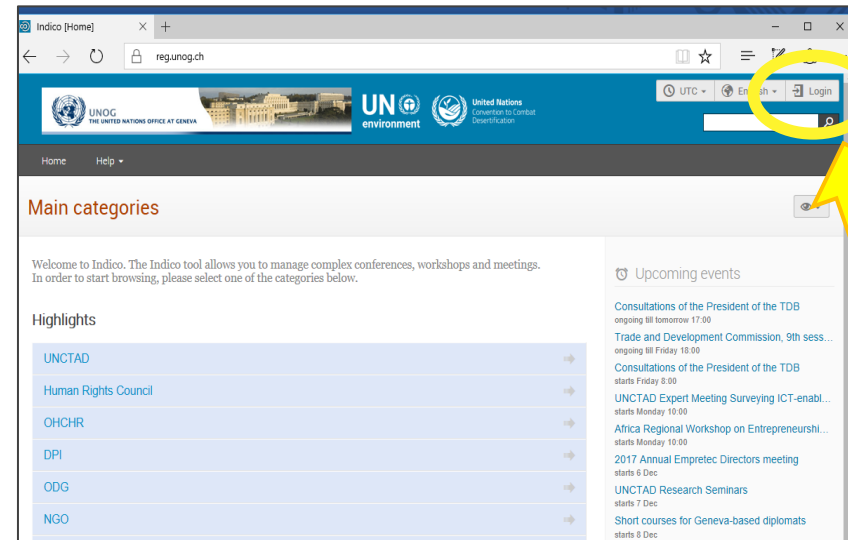 Indico [Home]
reg.unog.ch
UNOG
THE UNITED NATIONS OFFICE AT GENEVA
UN
environment
United Nations
Convention to Combat
Desertification
UTC
Login
Home Help
Main categories
Welcome to Indico. The Indico tool allows you to manage complex conferences, workshops and meetings.
In order to start browsing, please select one of the categories below.
Highlights
UNCTAD
Human Rights Council
OHCHR
DPI
ODG
NGO
Upcoming events
Consultations of the President of the TDB
ongoing till tomorrow 17:00
Trade and Development Commission, 9th sess...
ongoing till Friday 18:00
Consultations of the President of the TDB
starts Friday 8:00
UNCTAD Expert Meeting Surveying ICT-enabl...
starts Monday 10:00
Africa Regional Workshop on Entrepreneurshi...
starts Monday 10:00
2017 Annual Empretec Directors meeting
starts 6 Dec
UNCTAD Research Seminars
starts 7 Dec
Short courses for Geneva-based diplomats
starts 8 Dec